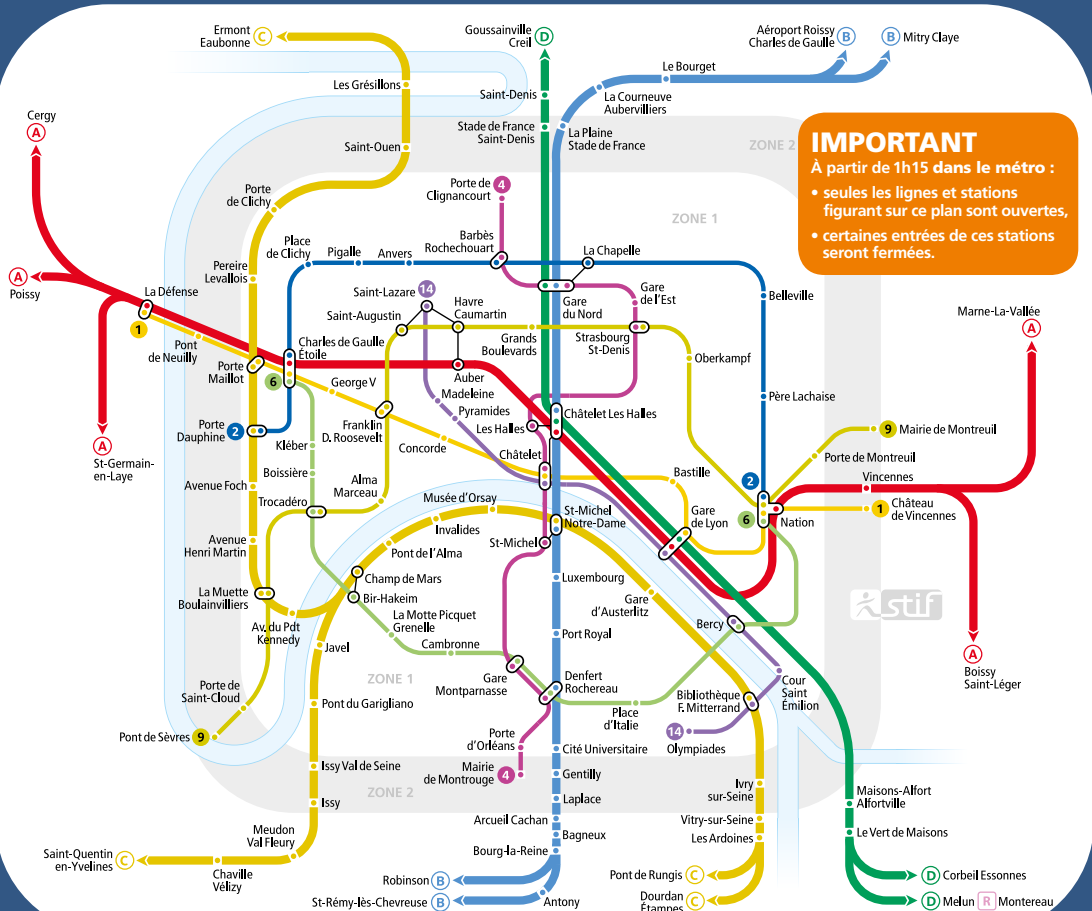 Ermont
Eaubonne
C
Goussainville
Creil
D
Aéroport Roissy
Charles de Gaulle
B
B
Mitry Claye
Le Bourget
Les Grésillons
Saint-Denis
La Courneuve
Aubervilliers
Cergy
A
Stade de France
Saint-Denis
La Plaine
Stade de France
Saint-Ouen
ZONE 2
IMPORTANT
À partir de 1h15 dans le métro :
• seules les lignes et stations
figurant sur ce plan sont ouvertes,
• certaines entrées de ces stations
seront fermées.
Porte
de Clichy
Porte de
Clignancourt
4
ZONE 1
Place
de Clichy
Pigalle
Anvers
Barbès
Rochechouart
La Chapelle
Pereire
Levallois
A
Poissy
La Défense
1
Saint-Lazare
14
Havre
Caumartin
Gare
du Nord
Gare
de l'Est
Belleville
Marne-La-Vallée
A
Saint-Augustin
Pont
de Neuilly
Charles de Gaulle
Étoile
Grands
Boulevards
Strasbourg
St-Denis
Oberkampf
Porte
Maillot
6
George V
Auber
Madeleine
Pyramides
Père Lachaise
Châtelet Les Halles
Les Halles
Porte
Dauphine
2
Franklin
D. Roosevelt
Concorde
Châtelet
9
Mairie de Montreuil
Porte de Montreuil
A
St-Germain-
en-Laye
Kléber
Boissière
Bastille
2
Vincennes
Avenue Foch
Trocadéro
Alma
Marceau
Musée d'Orsay
St-Michel
Notre-Dame
Gare
de Lyon
6
Nation
1
Château
de Vincennes
Invalides
Avenue
Henri Martin
Pont de l'Alma
St-Michel
Champ de Mars
Bir-Hakeim
Luxembourg
La Muette
Boulainvilliers
Gare
d'Austerlitz
stif
Av. du Pdt
Kennedy
La Motte Picquet
Grenelle
Port Royal
Bercy
Javel
Cambronne
A
Boissy
Saint-Léger
Porte de
Saint-Cloud
ZONE 1
Gare
Montparnasse
Denfert
Rochereau
Cour
Saint
Émilion
Pont du Garigliano
Place
d'Italie
Bibliothèque
F. Mitterrand
Pont de Sèvres
9
Porte
d'Orléans
14
Olympiades
Cité Universitaire
Issy Val de Seine
Mairie
de Montrouge
4
Gentilly
ZONE 2
Ivry
sur-Seine
Issy
Laplace
Maisons-Alfort
Alfortville
Arcueil Cachan
Vitry-sur-Seine
Meudon
Val Fleury
Bagneux
Les Ardoines
Le Vert de Maisons
Saint-Quentin
en-Yvelines
C
Bourg-la-Reine
Chaville
Vélizy
Robinson
B
Pont de Rungis
C
D
Corbeil Essonnes
St-Rémy-lès-Chevreuse
B
Antony
Dourdan
Étampes
C
D
Melun
R
Montereau